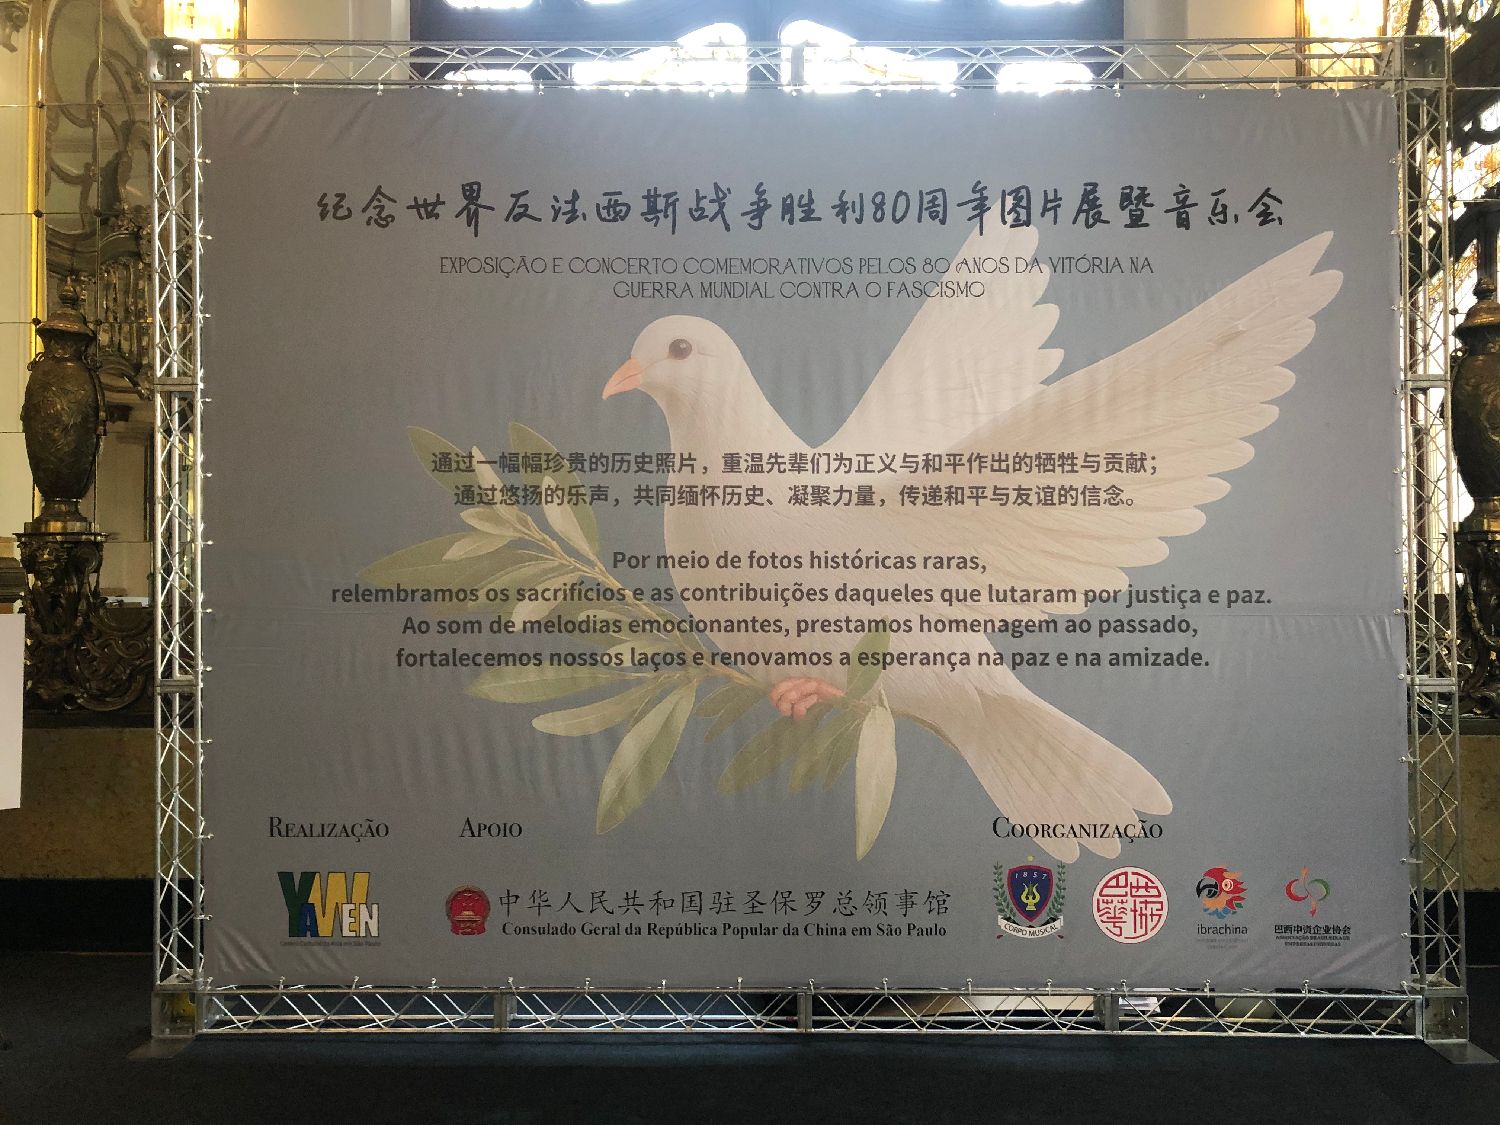 纪念世界反法西斯战争胜利80周年图片展暨音乐会
EXPOSIÇÃO E CONCERTO COMEMORATIVOS PELOS 80 ANOS DA VITÓRIA NA
GUERRA MUNDIAL CONTRA O FASCISMO
通过一幅幅珍贵的历史照片，重温先辈们为正义与和平作出的牺牲与贡献；
通过悠扬的乐声，共同缅怀历史、凝聚力量，传递和平与友谊的信念。
Por meio de fotos históricas raras,
relembramos os sacrifícios e as contribuições daqueles que lutaram por justiça e paz.
Ao som de melodias emocionantes, prestamos homenagem ao passado,
fortalecemos nossos laços e renovamos a esperança na paz e na amizade.
REALIZAÇÃO
APOIO
COORGANIZAÇÃO
YAWEN
中华人民共和国驻圣保罗总领事馆
Consulado Geral da República Popular da China em São Paulo
1857
CORPO MUSICAL
ibrachina
巴西中资企业协会